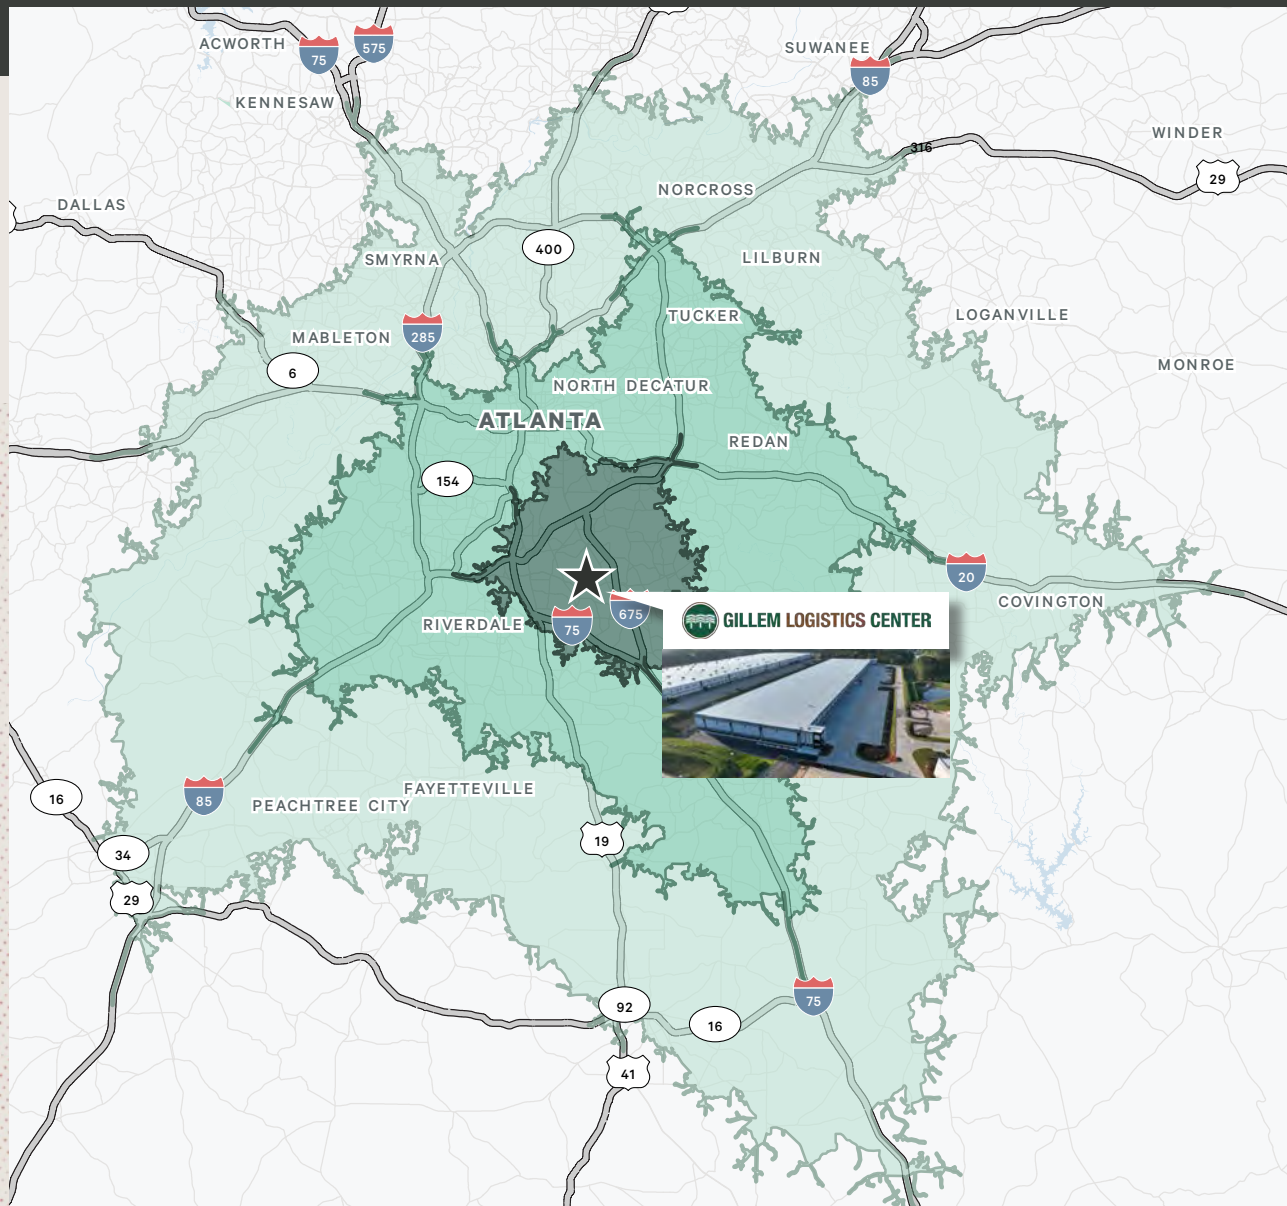 ACWORTH
75
575
SUWANEE
85
KENNESAW
WINDER
316
29
NORCROSS
DALLAS
400
SMYRNA
LILBURN
TUCKER
LOGANVILLE
MABLETON
285
6
MONROE
NORTH DECATUR
ATLANTA
REDAN
154
20
COVINGTON
RIVERDALE
75
675
GILLEM LOGISTICS CENTER
16
85
PEACHTREE CITY
FAYETTEVILLE
19
34
29
92
16
75
41